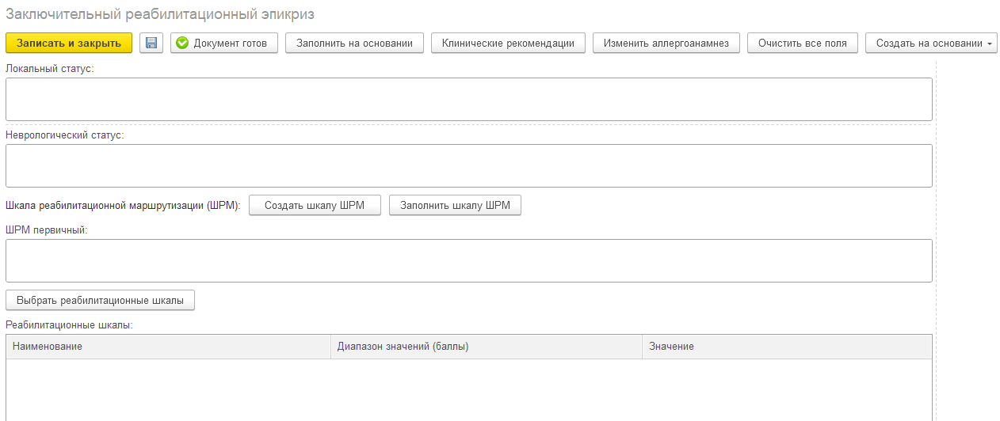 Заключительный реабилитационный эпикриз
Записать и закрыть Документ готов Заполнить на основании Клинические рекомендации Изменить аллергоанамнез Очистить все поля Создать на основании
Локальный статус:
Неврологический статус:
Шкала реабилитационной маршрутизации (ШРМ): Создать шкалу ШРМ Заполнить шкалу ШРМ
ШРМ первичный:
Выбрать реабилитационные шкалы
Реабилитационные шкалы:
Наименование Диапазон значений (баллы) Значение